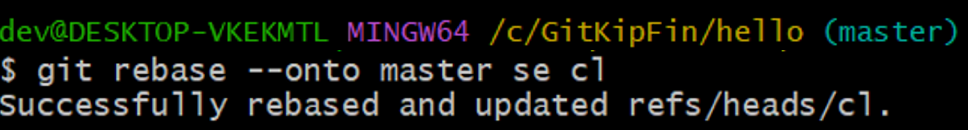 dev@DESKTOP-VKEKMTL MINGW64 /c/GitKipFin/hello (master)
$ git rebase --onto master se cl
Successfully rebased and updated refs/heads/cl.